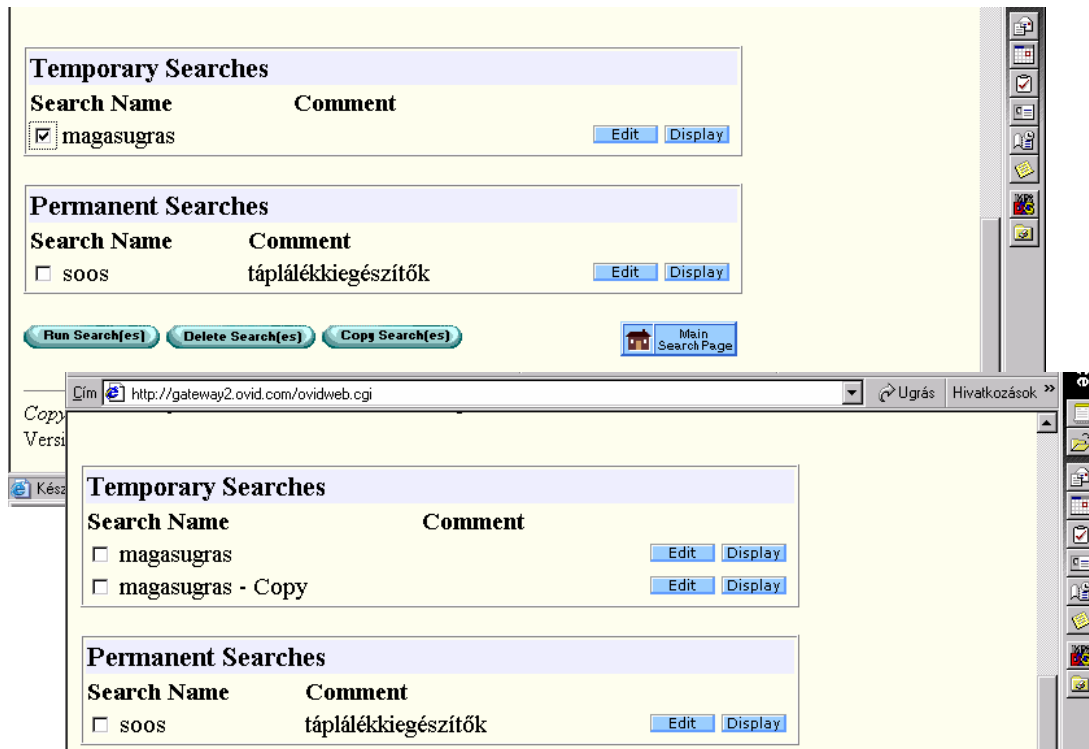 Temporary Searches
Search Name Comment
magasugras Edit Display
Permanent Searches
Search Name Comment
soos táplálékkiegészítők Edit Display
Run Search(es) Delete Search(es) Copy Search(es) Main Search Page
Copy
Versi
Kész
Cím http://gateway2.ovid.com/ovidweb.cgi Ugrás Hivatkozások »
Temporary Searches
Search Name Comment
magasugras Edit Display
magasugras - Copy Edit Display
Permanent Searches
Search Name Comment
soos táplálékkiegészítők Edit Display